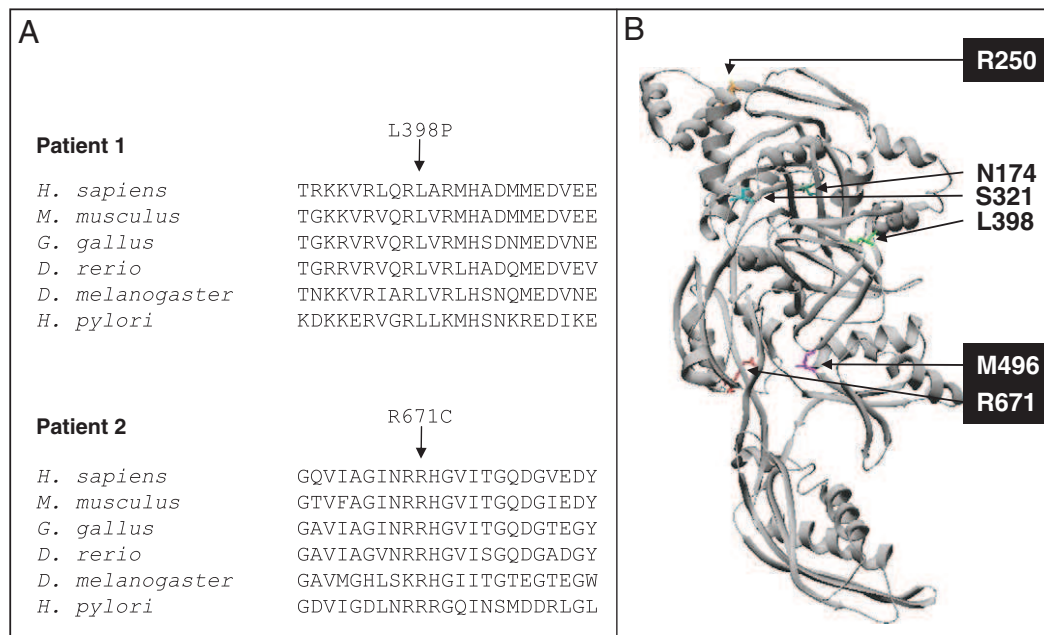 A
L398P
Patient 1
H. sapiens TRKKVRLQRLARMHADMMEDVEE
M. musculus TGKKVRVQRLVRMHADMMEDVEE
G. gallus TGKRVRVQRLVRMHSDNMEDVNE
D. rerio TGRRVRVQRLVRLHADQMEDVEV
D. melanogaster TNKKVRIARLVRLHSNQMEDVNE
H. pylori KDKKERVGRLLKMHSNKREDIKE
R671C
Patient 2
H. sapiens GQVIAGINRRHGVITGQDGVEDY
M. musculus GTVFAGINRRHGVITGQDGIEDY
G. gallus GAVIAGINRRHGVITGQDGTEGY
D. rerio GAVIAGVNRRHGVISGQDGADGY
D. melanogaster GAVMGHLSKRHGIITGTEGTEGW
H. pylori GDVIGDLNRRRGQINSMDDRLGL
B
R250
N174
S321
L398
M496
R671